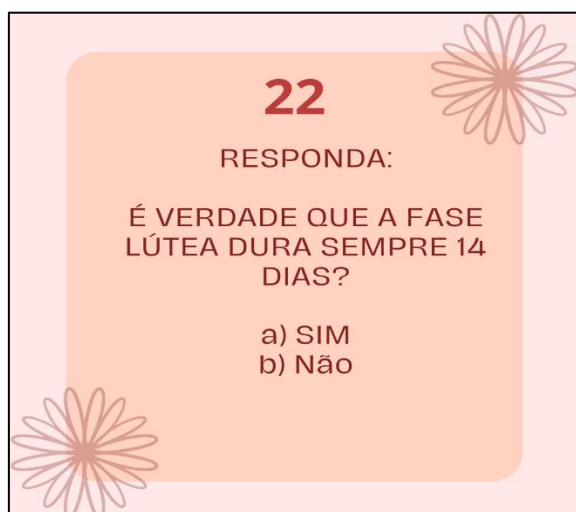 22
RESPONDA:
É VERDADE QUE A FASE
LÚTEA DURA SEMPRE 14
DIAS?
a) SIM
b) Não